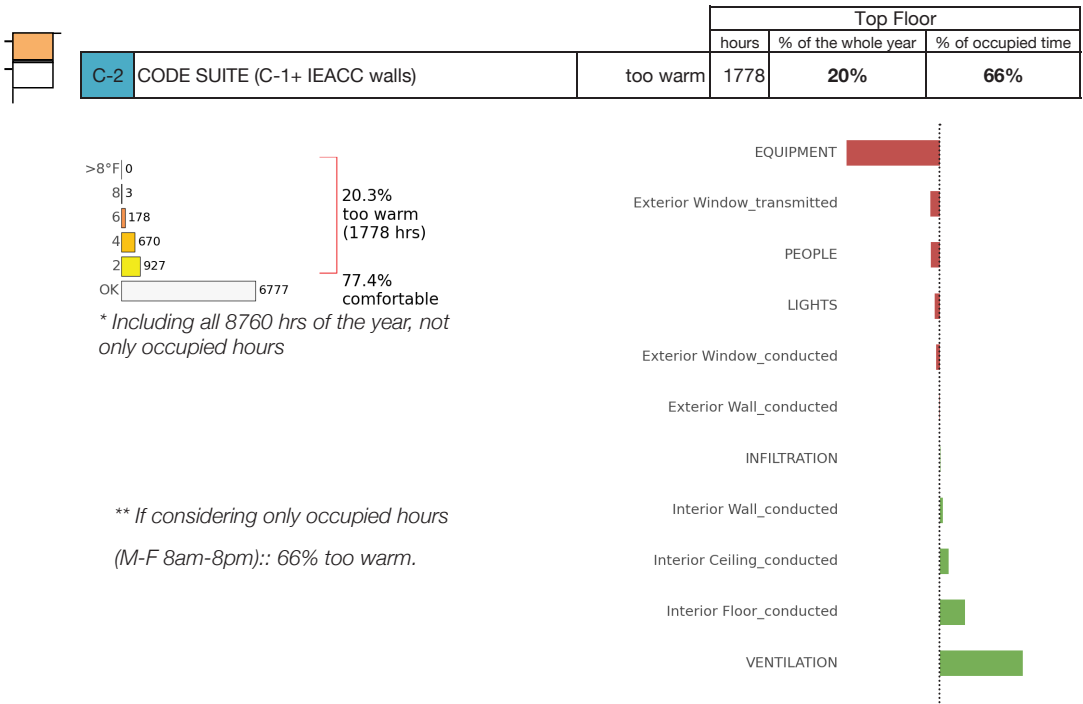 Top Floor
hours % of the whole year % of occupied time
C-2 CODE SUITE (C-1+ IEACC walls) too warm 1778 20% 66%
>8°F 0
8 3
6 178
4 670
2 927
OK 6777
20.3%
too warm
(1778 hrs)
77.4%
comfortable
* Including all 8760 hrs of the year, not
only occupied hours
** If considering only occupied hours
(M-F 8am-8pm):: 66% too warm.
EQUIPMENT
Exterior Window_transmitted
PEOPLE
LIGHTS
Exterior Window_conducted
Exterior Wall_conducted
INFILTRATION
Interior Wall_conducted
Interior Ceiling_conducted
Interior Floor_conducted
VENTILATION